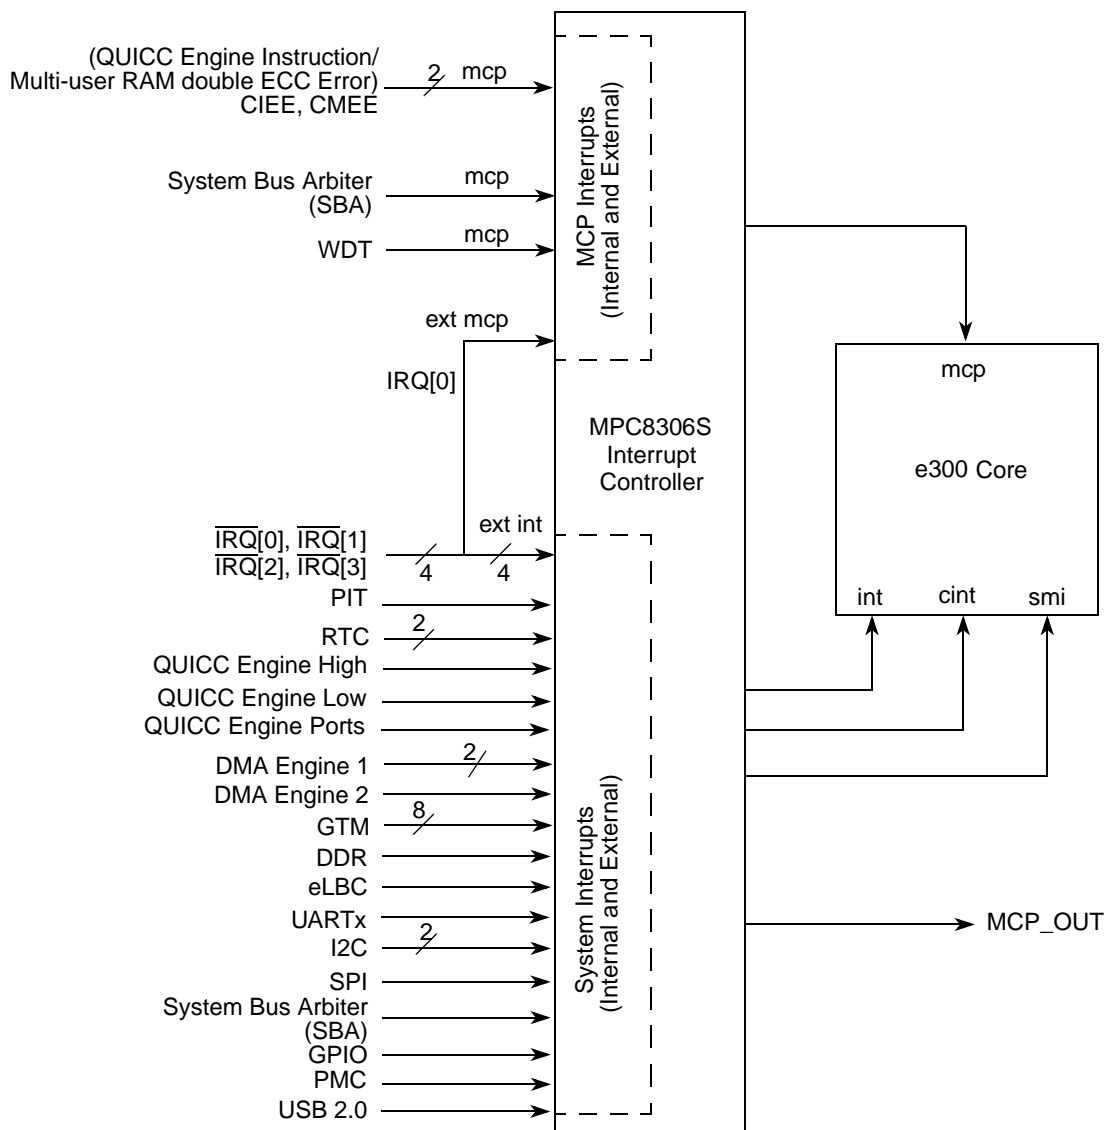 (QUICC Engine Instruction/
Multi-user RAM double ECC Error)
CIEE, CMEE
2
mcp
System Bus Arbiter
(SBA)
mcp
WDT
mcp
ext mcp
IRQ[0]
MCP Interrupts
(Internal and External)
MPC8306S
Interrupt
Controller
mcp
e300 Core
int
cint
smi
ext int
I̅R̅Q̅[0], I̅R̅Q̅[1]
I̅R̅Q̅[2], I̅R̅Q̅[3]
4
4
PIT
RTC
2
QUICC Engine High
QUICC Engine Low
QUICC Engine Ports
DMA Engine 1
2
DMA Engine 2
GTM
8
DDR
eLBC
UARTx
I2C
2
SPI
System Bus Arbiter
(SBA)
GPIO
PMC
USB 2.0
System Interrupts
(Internal and External)
MCP_OUT